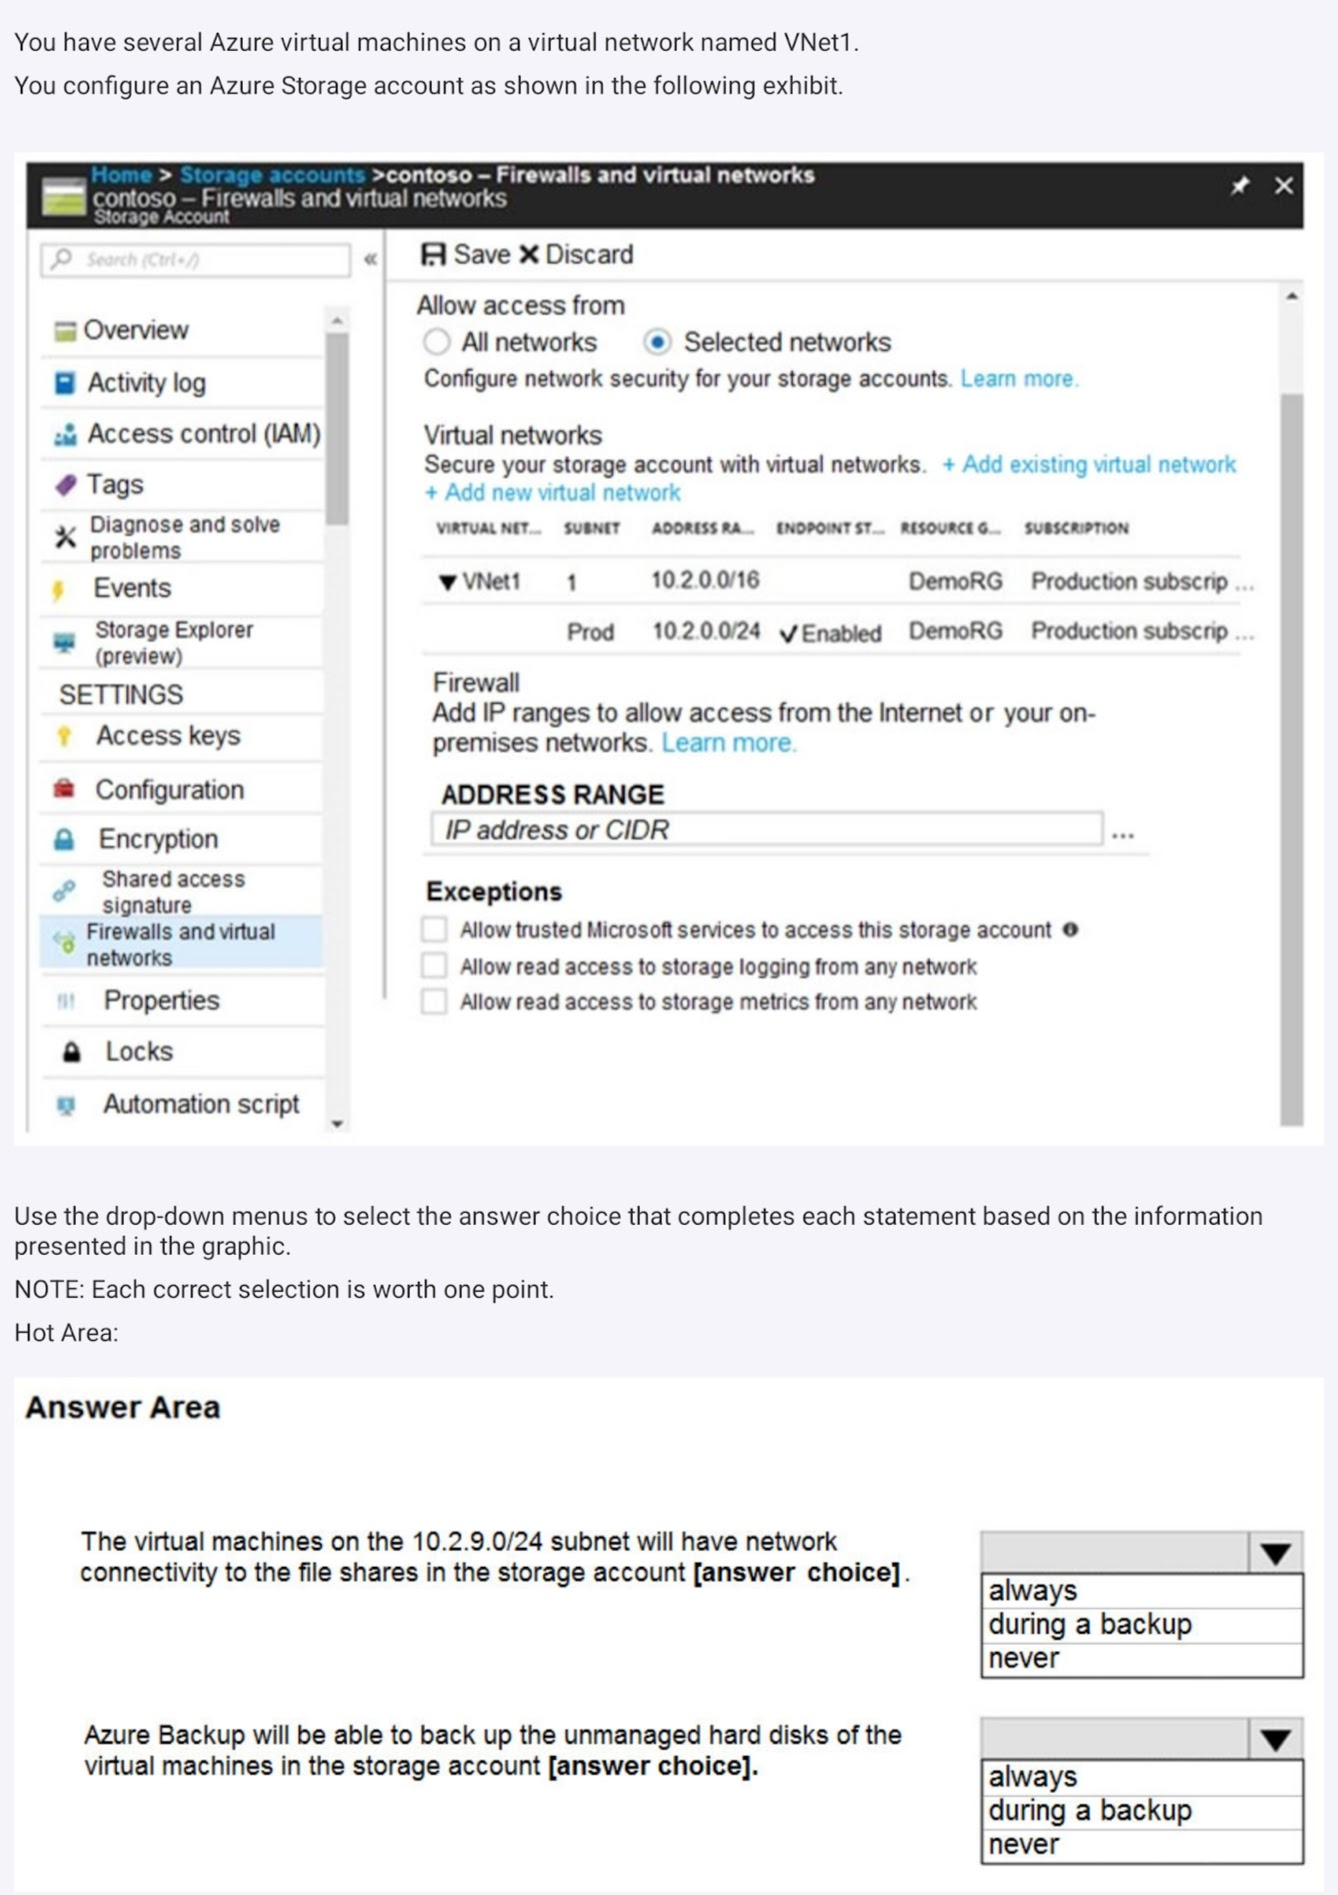 You have several Azure virtual machines on a virtual network named VNet1.
You configure an Azure Storage account as shown in the following exhibit.
Home > Storage accounts >contoso – Firewalls and virtual networks
contoso – Firewalls and virtual networks
Storage Account
Search (Ctrl+/)
«
Overview
Activity log
Access control (IAM)
Tags
Diagnose and solve
problems
Events
Storage Explorer
(preview)
SETTINGS
Access keys
Configuration
Encryption
Shared access
signature
Firewalls and virtual
networks
Properties
Locks
Automation script
Save Discard
Allow access from
All networks Selected networks
Configure network security for your storage accounts. Learn more.
Virtual networks
Secure your storage account with virtual networks. + Add existing virtual network
+ Add new virtual network
VIRTUAL NET... SUBNET ADDRESS RA... ENDPOINT ST... RESOURCE G... SUBSCRIPTION
▼ VNet1 1 10.2.0.0/16 DemoRG Production subscrip ...
Prod 10.2.0.0/24 ✓Enabled DemoRG Production subscrip ...
Firewall
Add IP ranges to allow access from the Internet or your on-
premises networks. Learn more.
ADDRESS RANGE
IP address or CIDR ...
Exceptions
Allow trusted Microsoft services to access this storage account
Allow read access to storage logging from any network
Allow read access to storage metrics from any network
Use the drop-down menus to select the answer choice that completes each statement based on the information
presented in the graphic.
NOTE: Each correct selection is worth one point.
Hot Area:
Answer Area
The virtual machines on the 10.2.9.0/24 subnet will have network
connectivity to the file shares in the storage account [answer choice].
always
during a backup
never
Azure Backup will be able to back up the unmanaged hard disks of the
virtual machines in the storage account [answer choice].
always
during a backup
never